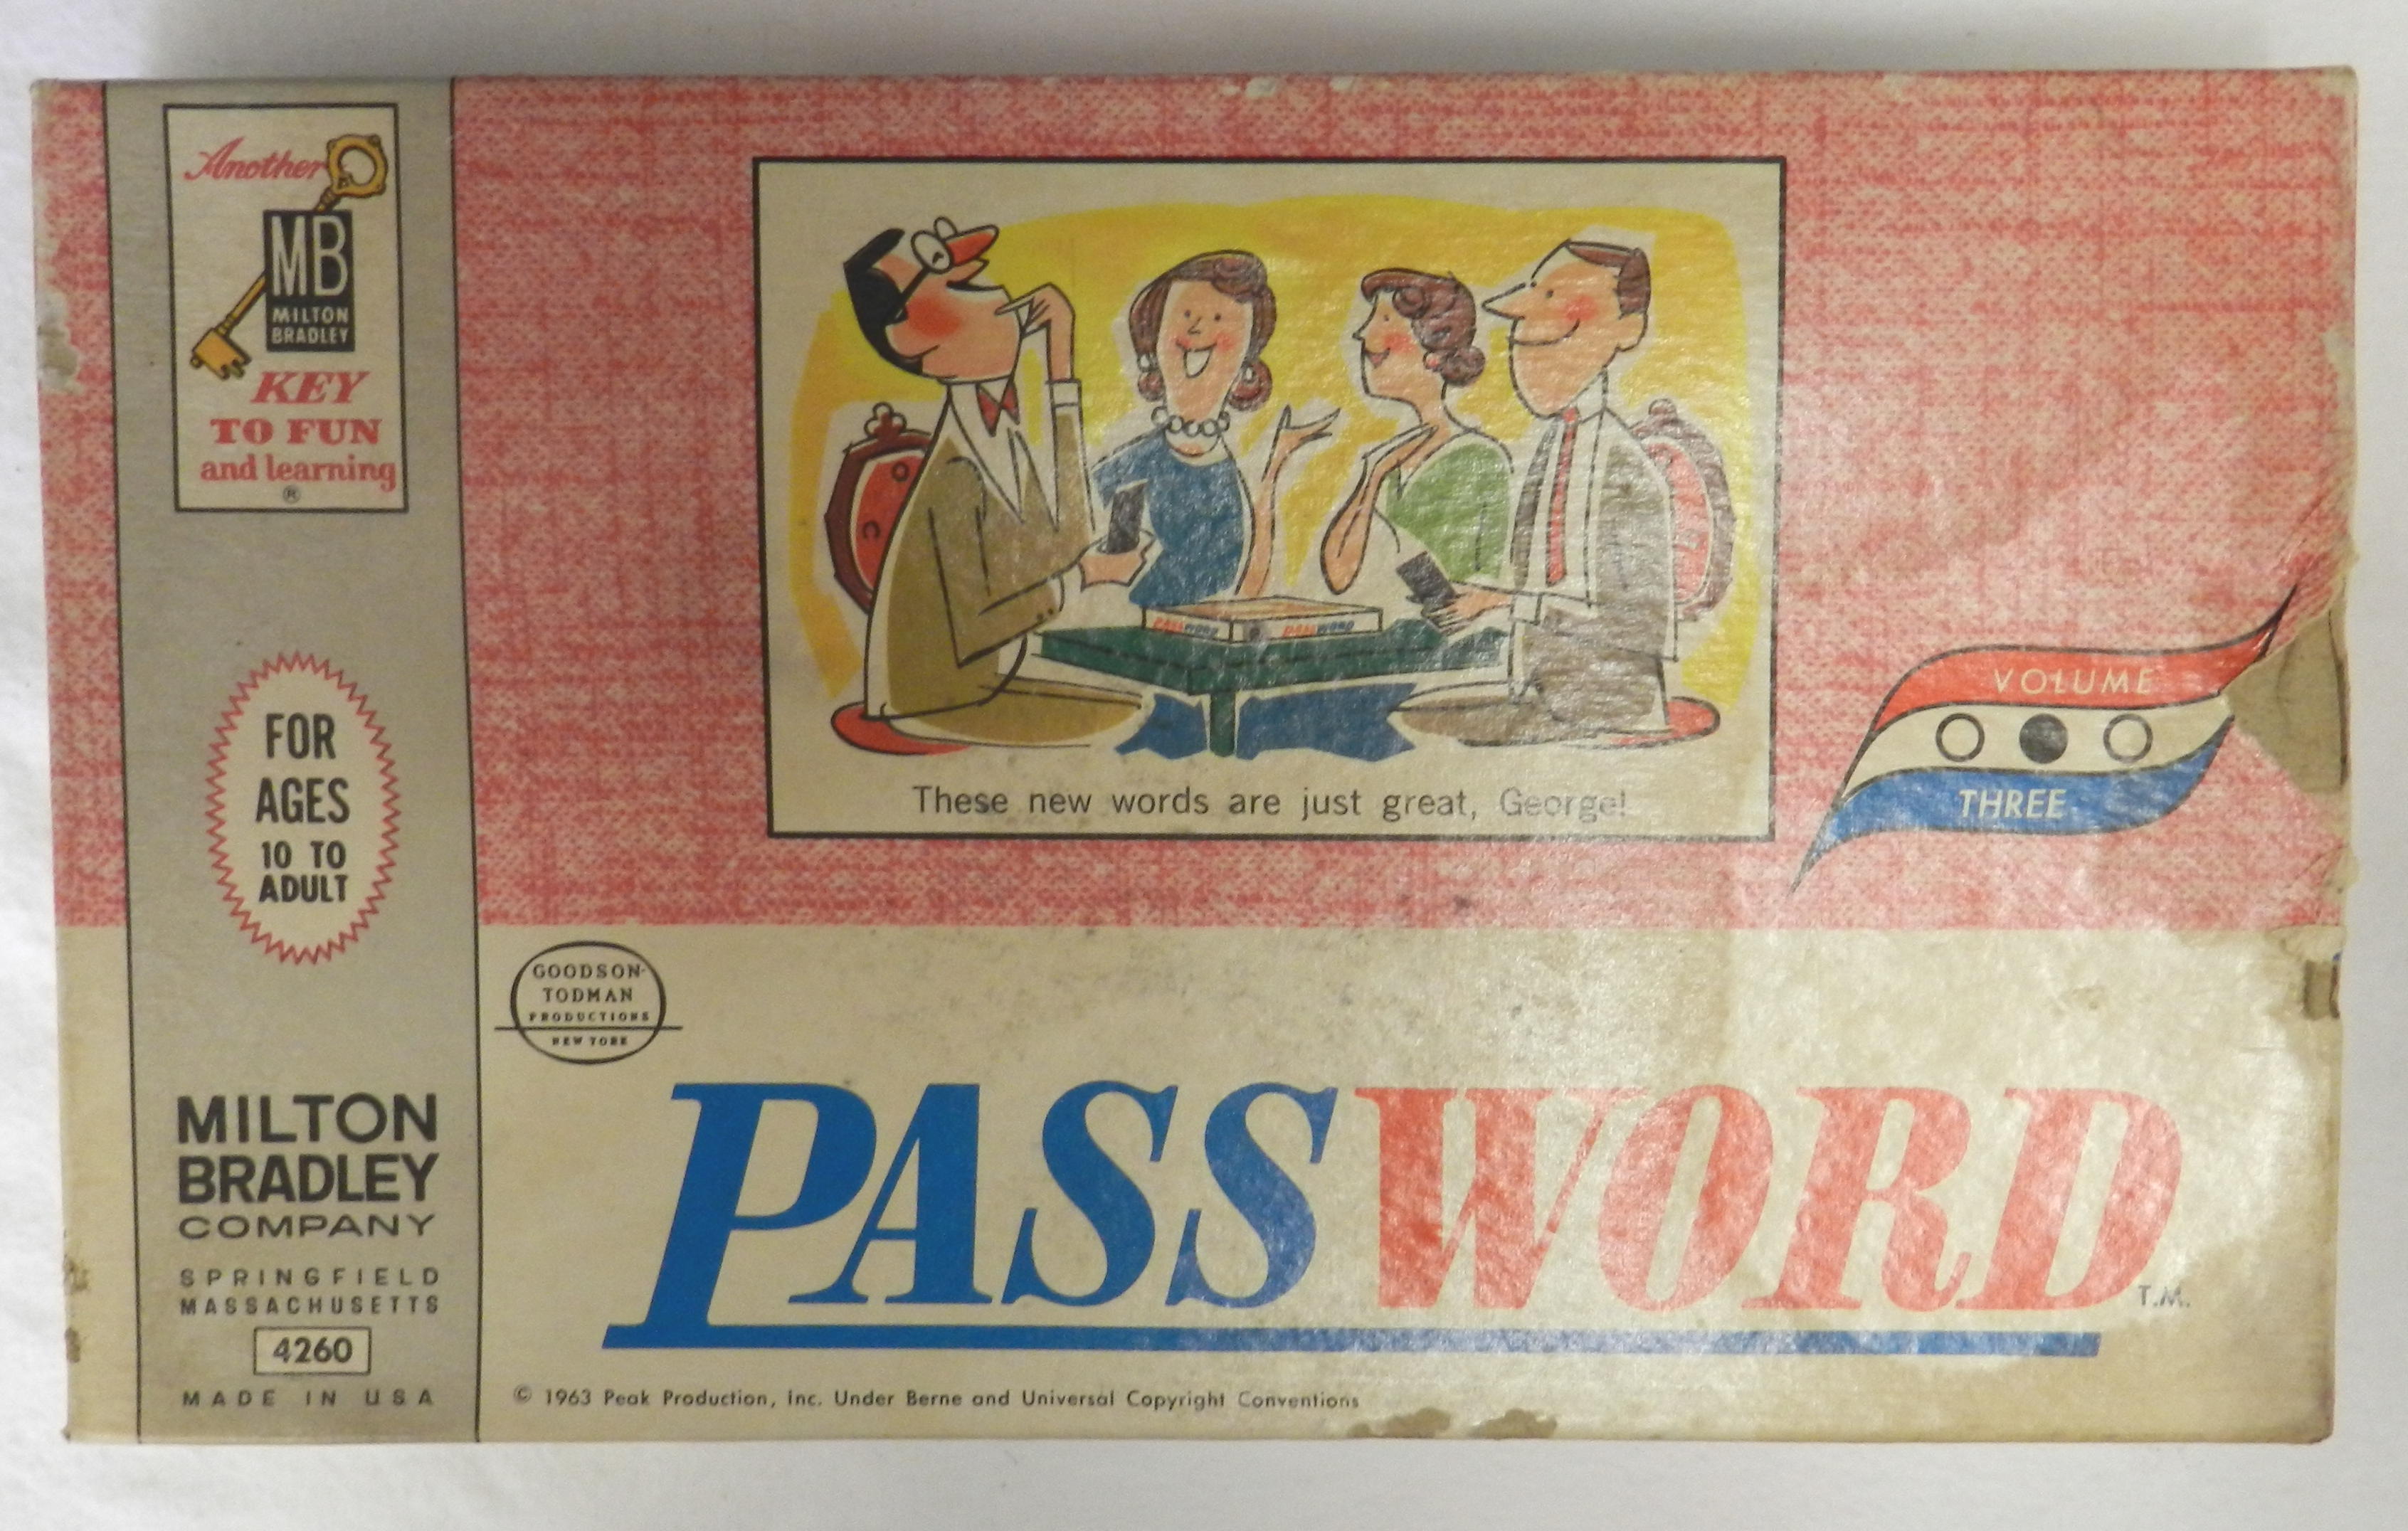 Another
MB
MILTON
BRADLEY
KEY
TO FUN
and learning
®
FOR
AGES
10 TO
ADULT
MILTON
BRADLEY
COMPANY
SPRINGFIELD
MASSACHUSETTS
4260
MADE IN USA
PASSWORD PASSWORD
These new words are just great, George!
VOLUME
THREE
GOODSON-
TODMAN
PRODUCTIONS
NEW YORK
PASSWORD T.M.
© 1963 Peak Production, Inc. Under Berne and Universal Copyright Conventions